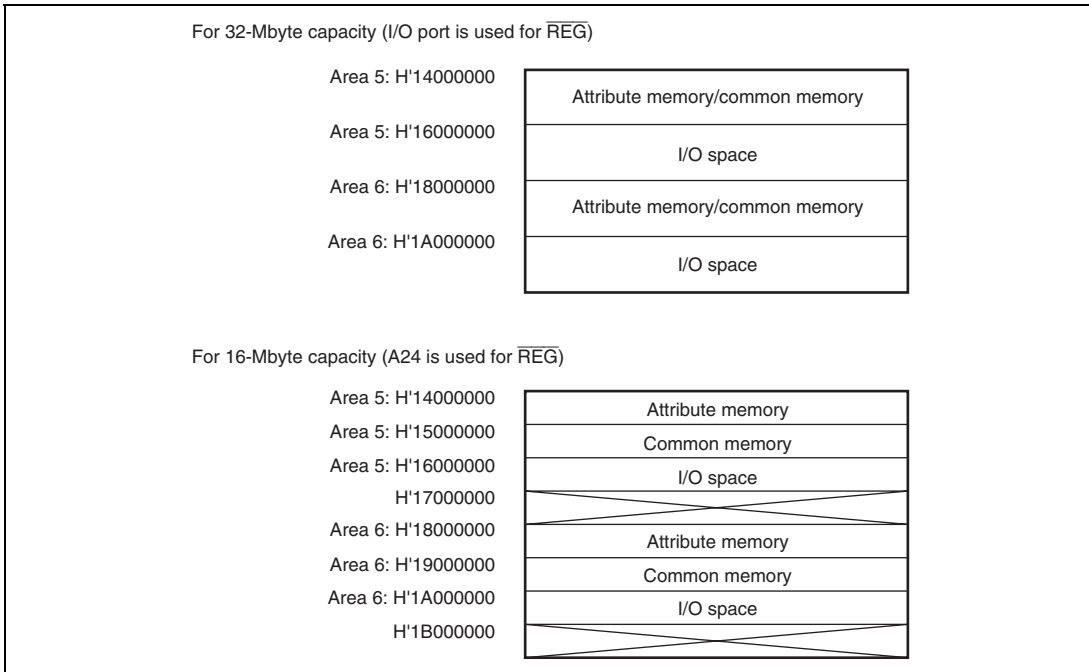 For 32-Mbyte capacity (I/O port is used for R̅E̅G̅)
Area 5: H'14000000
Attribute memory/common memory
Area 5: H'16000000
I/O space
Area 6: H'18000000
Attribute memory/common memory
Area 6: H'1A000000
I/O space
For 16-Mbyte capacity (A24 is used for R̅E̅G̅)
Area 5: H'14000000
Attribute memory
Area 5: H'15000000
Common memory
Area 5: H'16000000
I/O space
H'17000000
Area 6: H'18000000
Attribute memory
Area 6: H'19000000
Common memory
Area 6: H'1A000000
I/O space
H'1B000000